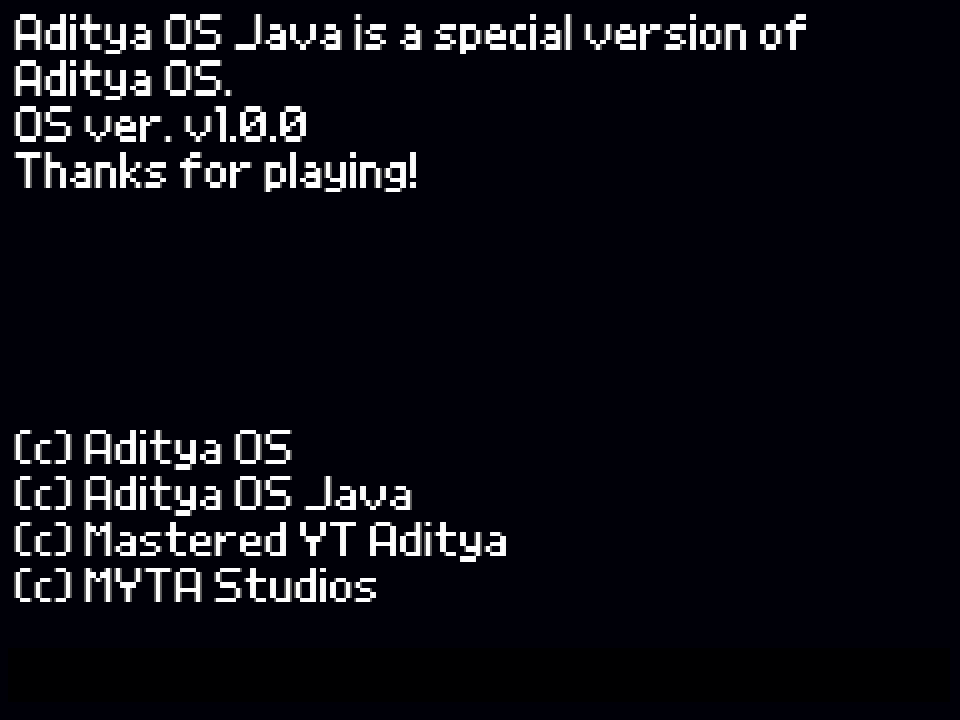 Aditya OS Java is a special version of
Aditya OS.
OS ver. v1.0.0
Thanks for playing!
(c) Aditya OS
(c) Aditya OS Java
(c) Mastered YT Aditya
(c) MYTA Studios